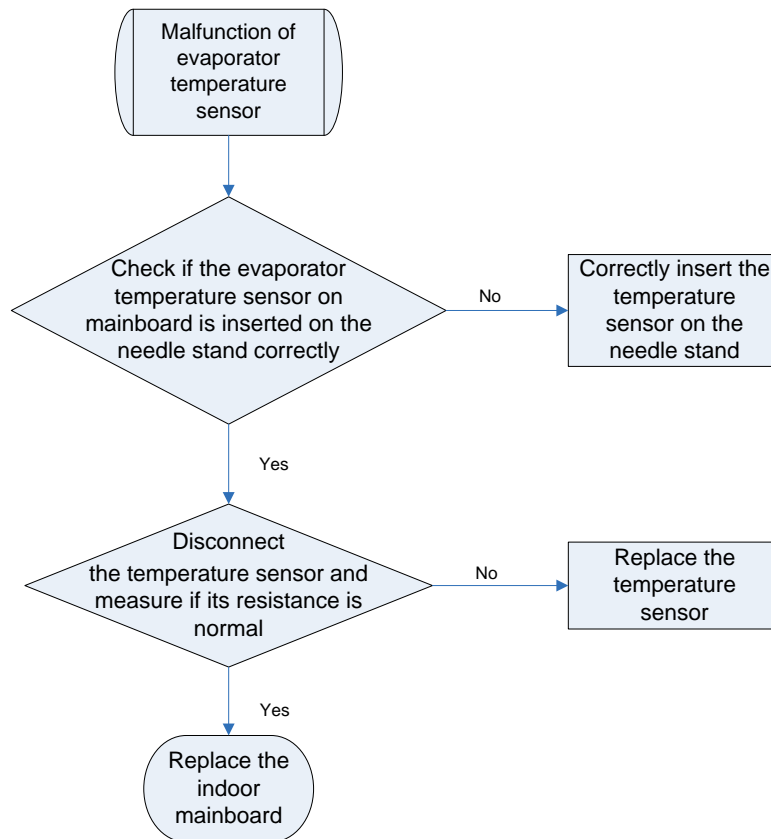 Malfunction of
evaporator
temperature
sensor
Check if the evaporator
temperature sensor on
mainboard is inserted on the
needle stand correctly
No
Correctly insert the
temperature
sensor on the
needle stand
Yes
Disconnect
the temperature sensor and
measure if its resistance is
normal
No
Replace the
temperature
sensor
Yes
Replace the
indoor
mainboard